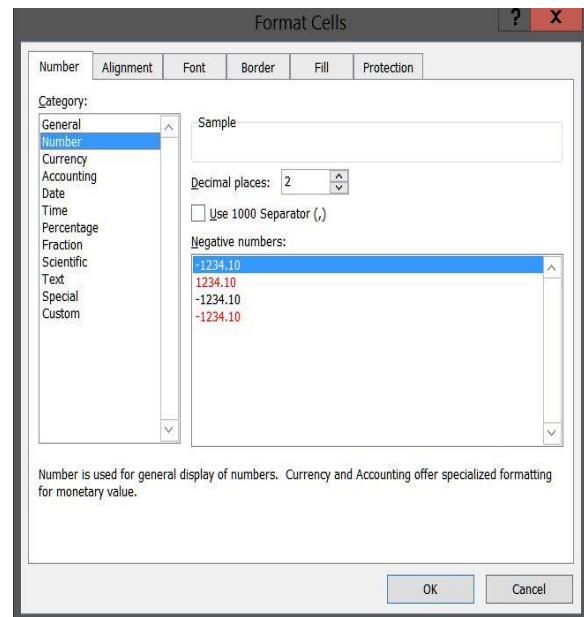 Format Cells
? X
Number Alignment Font Border Fill Protection
Category:
General
Number
Currency
Accounting
Date
Time
Percentage
Fraction
Scientific
Text
Special
Custom
Sample
Decimal places: 2
Use 1000 Separator (,)
Negative numbers:
-1234.10
1234.10
-1234.10
-1234.10
Number is used for general display of numbers. Currency and Accounting offer specialized formatting
for monetary value.
OK Cancel